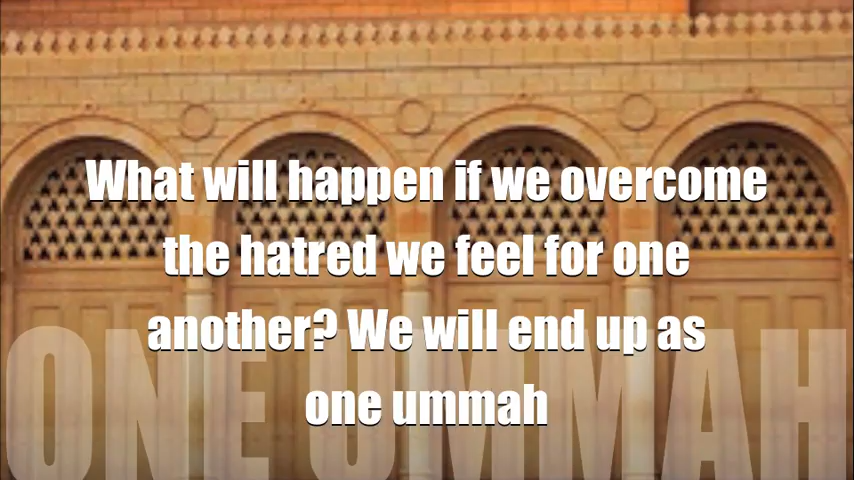 What will happen if we overcome
the hatred we feel for one
another? We will end up as
one ummah
ONE UMMAH